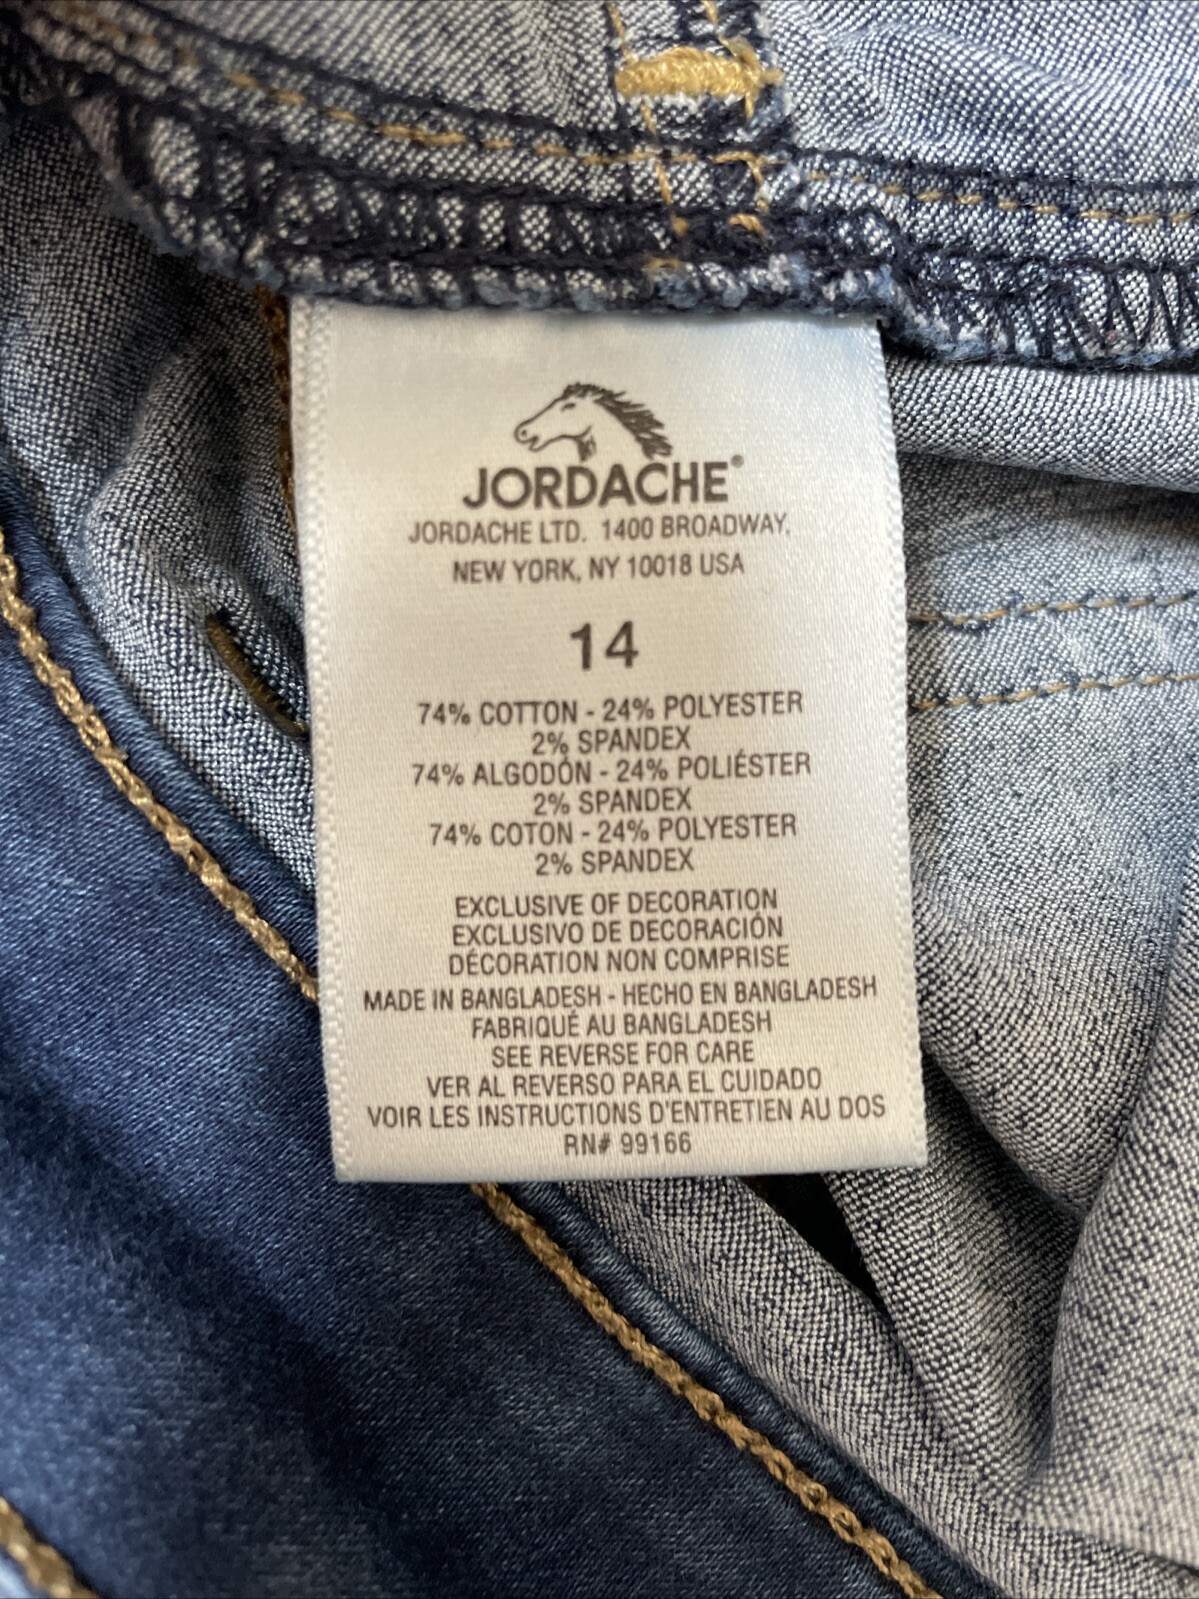 JORDACHE®
JORDACHE LTD. 1400 BROADWAY,
NEW YORK, NY 10018 USA
14
74% COTTON - 24% POLYESTER
2% SPANDEX
74% ALGODÓN - 24% POLIÉSTER
2% SPANDEX
74% COTON - 24% POLYESTER
2% SPANDEX
EXCLUSIVE OF DECORATION
EXCLUSIVO DE DECORACIÓN
DÉCORATION NON COMPRISE
MADE IN BANGLADESH - HECHO EN BANGLADESH
FABRIQUÉ AU BANGLADESH
SEE REVERSE FOR CARE
VER AL REVERSO PARA EL CUIDADO
VOIR LES INSTRUCTIONS D'ENTRETIEN AU DOS
RN# 99166